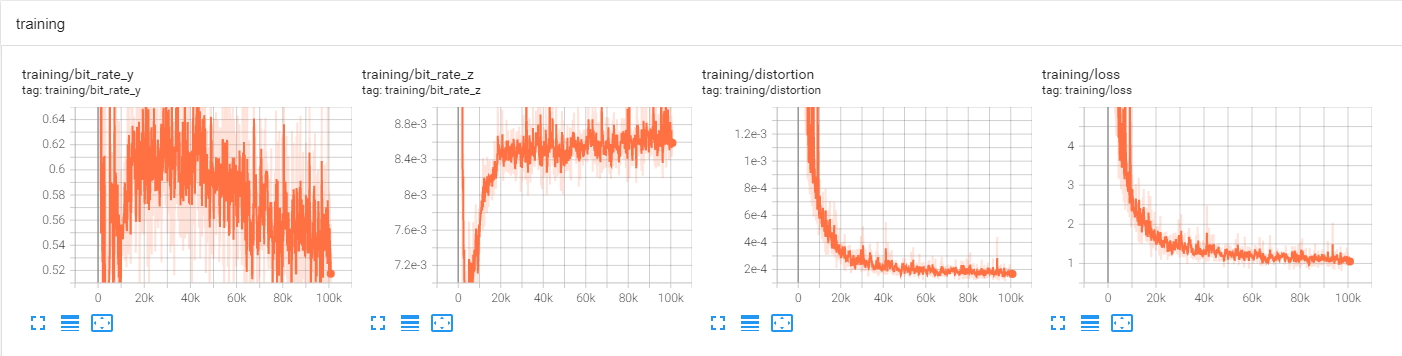 training
training/bit_rate_y
tag: training/bit_rate_y
0.64
0.62
0.6
0.58
0.56
0.54
0.52
0 20k 40k 60k 80k 100k
training/bit_rate_z
tag: training/bit_rate_z
8.8e-3
8.4e-3
8e-3
7.6e-3
7.2e-3
0 20k 40k 60k 80k 100k
training/distortion
tag: training/distortion
1.2e-3
1e-3
8e-4
6e-4
4e-4
2e-4
0 20k 40k 60k 80k 100k
training/loss
tag: training/loss
4
3
2
1
0 20k 40k 60k 80k 100k